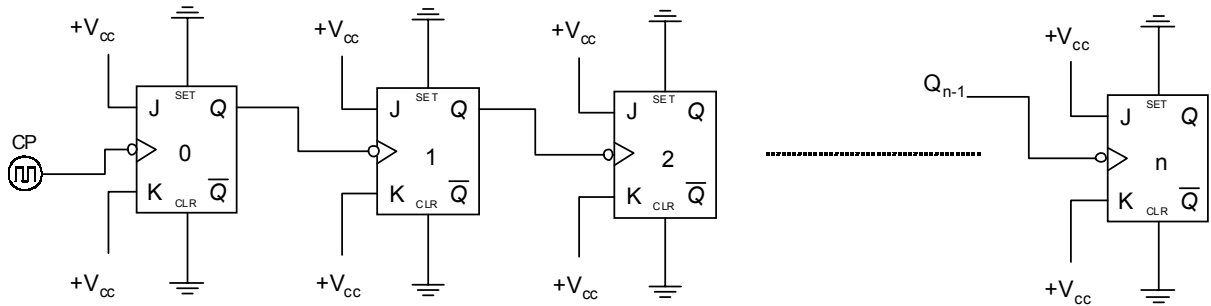 +Vcc +Vcc +Vcc +Vcc
SET SET SET SET
J Q J Q J Q Qn-1 J Q
CP 0 1 2 n
K Q̅ K Q̅ K Q̅ K Q̅
CLR CLR CLR CLR
+Vcc +Vcc +Vcc +Vcc